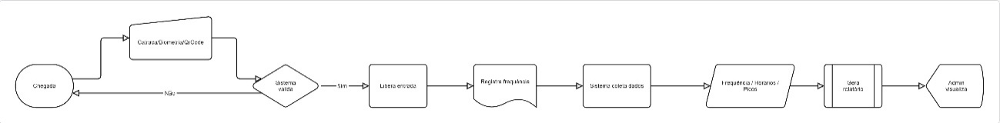 Catraca/Biometria/QrCode
Chegada
Sistema
valida
Sim
Não
Libera entrada
Registra frequência
Sistema coleta dados
Frequência / Horários /
Picos
Gera
relatório
Admin
visualiza